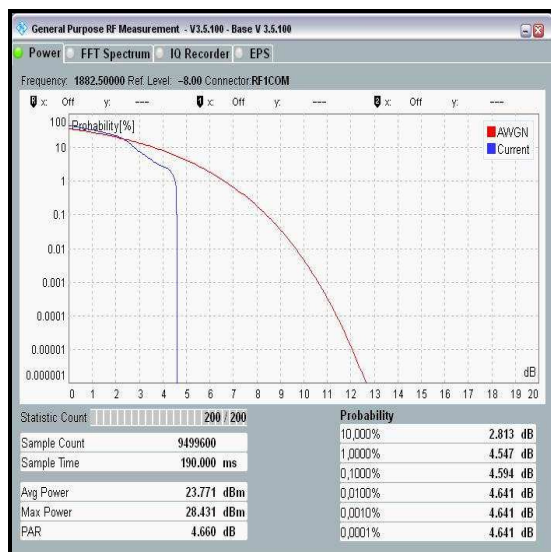 General Purpose RF Measurement - V3.5.100 - Base V 3.5.100
Power FFT Spectrum IQ Recorder EPS
Frequency: 1882.50000 Ref. Level: -8.00 Connector:RF1COM
x: Off y: --- x: Off y: --- x: Off y: ---
Probability[%]
AWGN
Current
100
10
1
0.1
0.01
0.001
0.0001
0.00001
0.000001
dB
0 1 2 3 4 5 6 7 8 9 10 11 12 13 14 15 16 17 18 19 20
Statistic Count 200 / 200
Sample Count 9499600
Sample Time 190.000 ms
Avg Power 23.771 dBm
Max Power 28.431 dBm
PAR 4.660 dB
Probability
10,000% 2.813 dB
1,0000% 4.547 dB
0,1000% 4.594 dB
0,0100% 4.641 dB
0,0010% 4.641 dB
0,0001% 4.641 dB